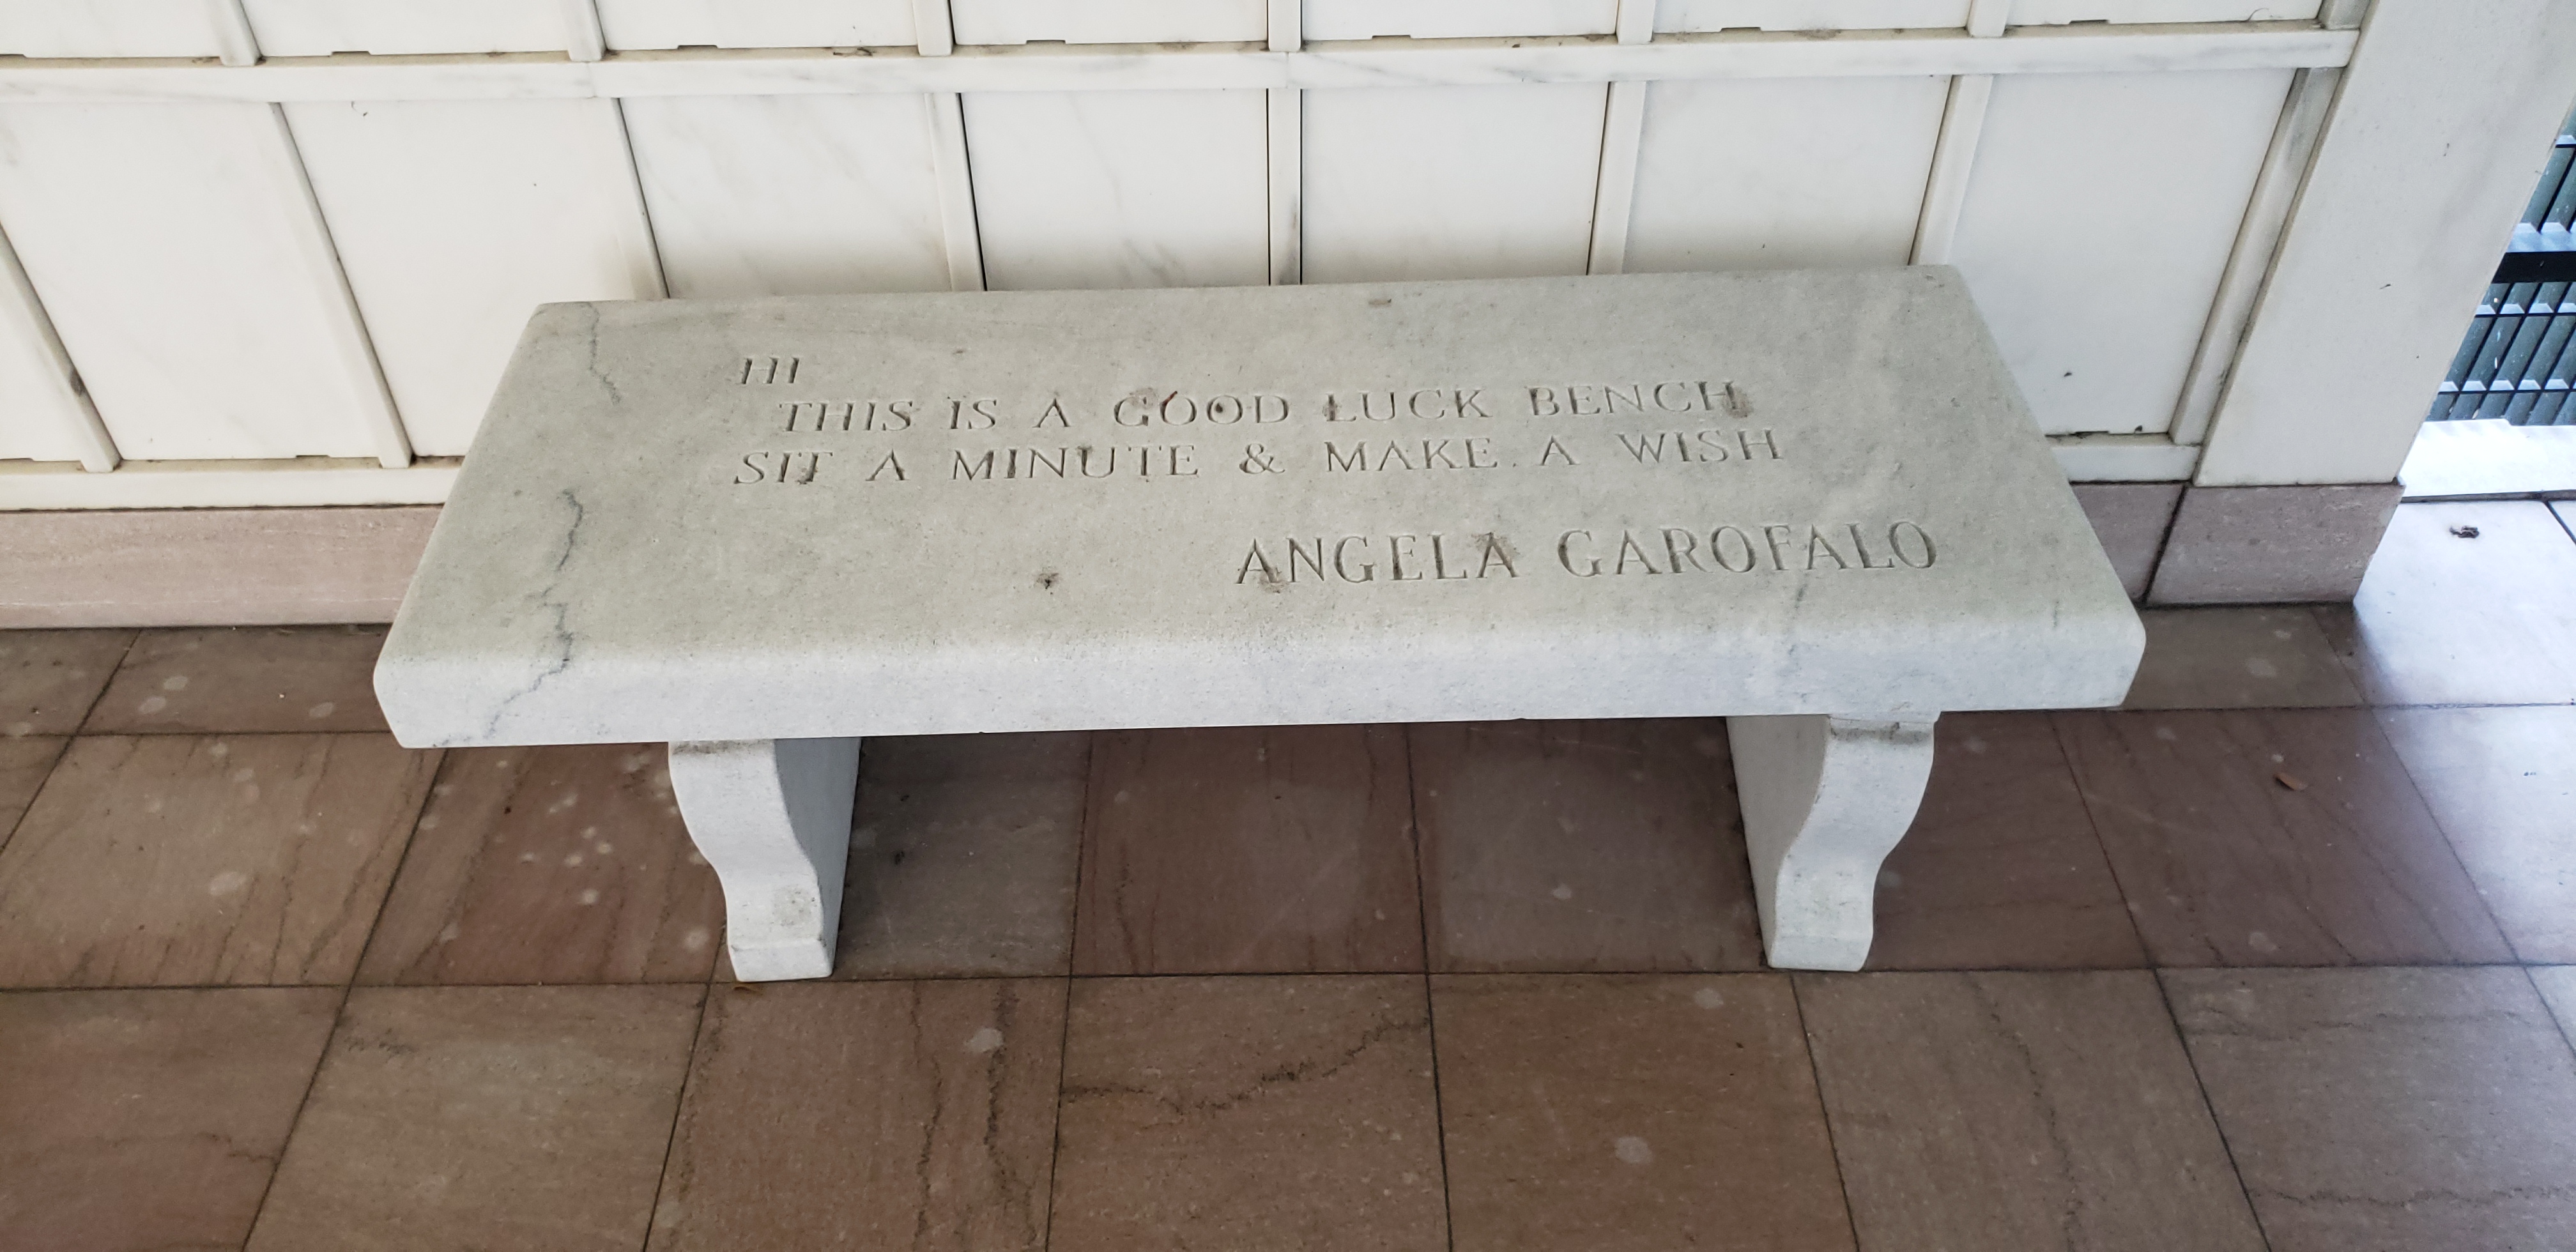 HI
THIS IS A GOOD LUCK BENCH
SIT A MINUTE & MAKE A WISH
ANGELA GAROFALO